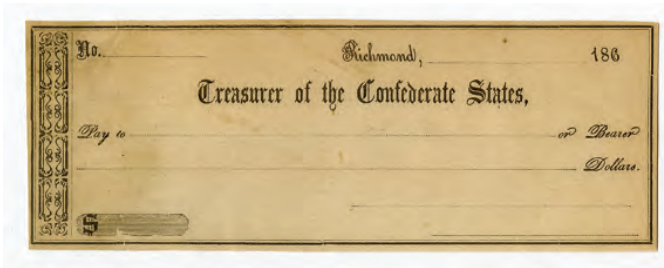 No. Richmond, 186
Treasurer of the Confederate States,
Pay to or Bearer
Dollars.
$